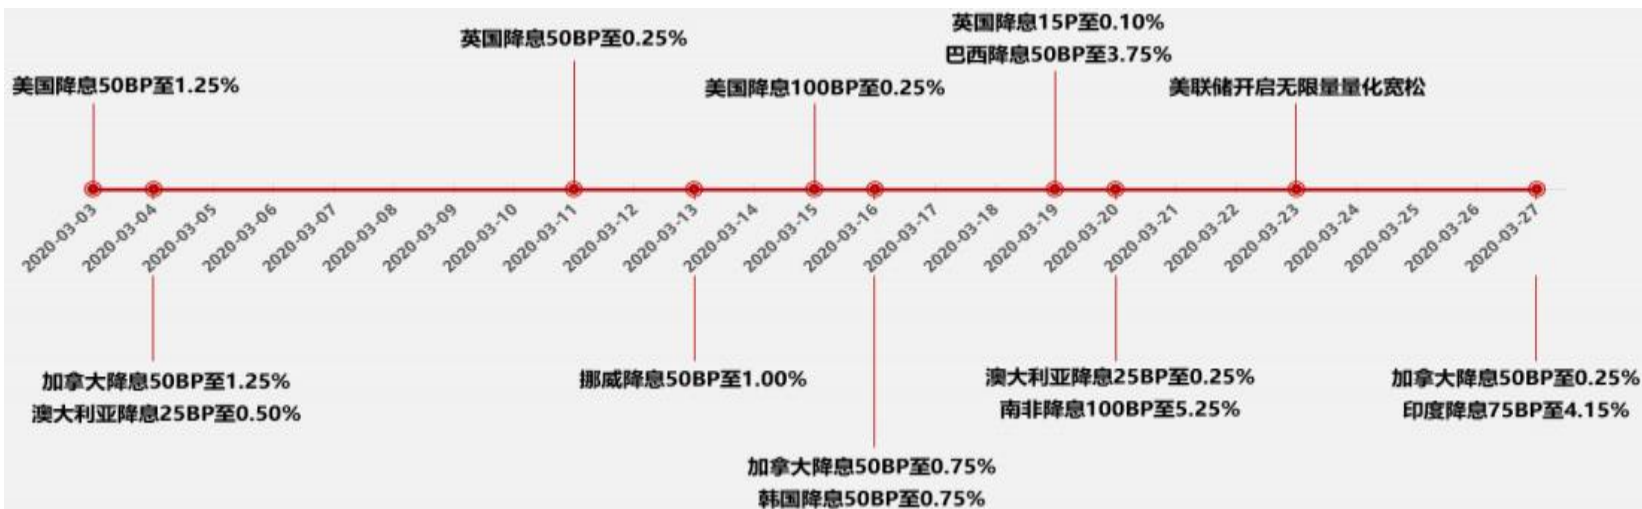 英国降息15P至0.10%
巴西降息50BP至3.75%
英国降息50BP至0.25%
美国降息50BP至1.25%
美国降息100BP至0.25%
美联储开启无限量量化宽松
2020-03-03
2020-03-04
2020-03-05
2020-03-06
2020-03-07
2020-03-08
2020-03-09
2020-03-10
2020-03-11
2020-03-12
2020-03-13
2020-03-14
2020-03-15
2020-03-16
2020-03-17
2020-03-18
2020-03-19
2020-03-20
2020-03-21
2020-03-22
2020-03-23
2020-03-24
2020-03-25
2020-03-26
2020-03-27
加拿大降息50BP至1.25%
澳大利亚降息25BP至0.50%
挪威降息50BP至1.00%
澳大利亚降息25BP至0.25%
南非降息100BP至5.25%
加拿大降息50BP至0.25%
印度降息75BP至4.15%
加拿大降息50BP至0.75%
韩国降息50BP至0.75%